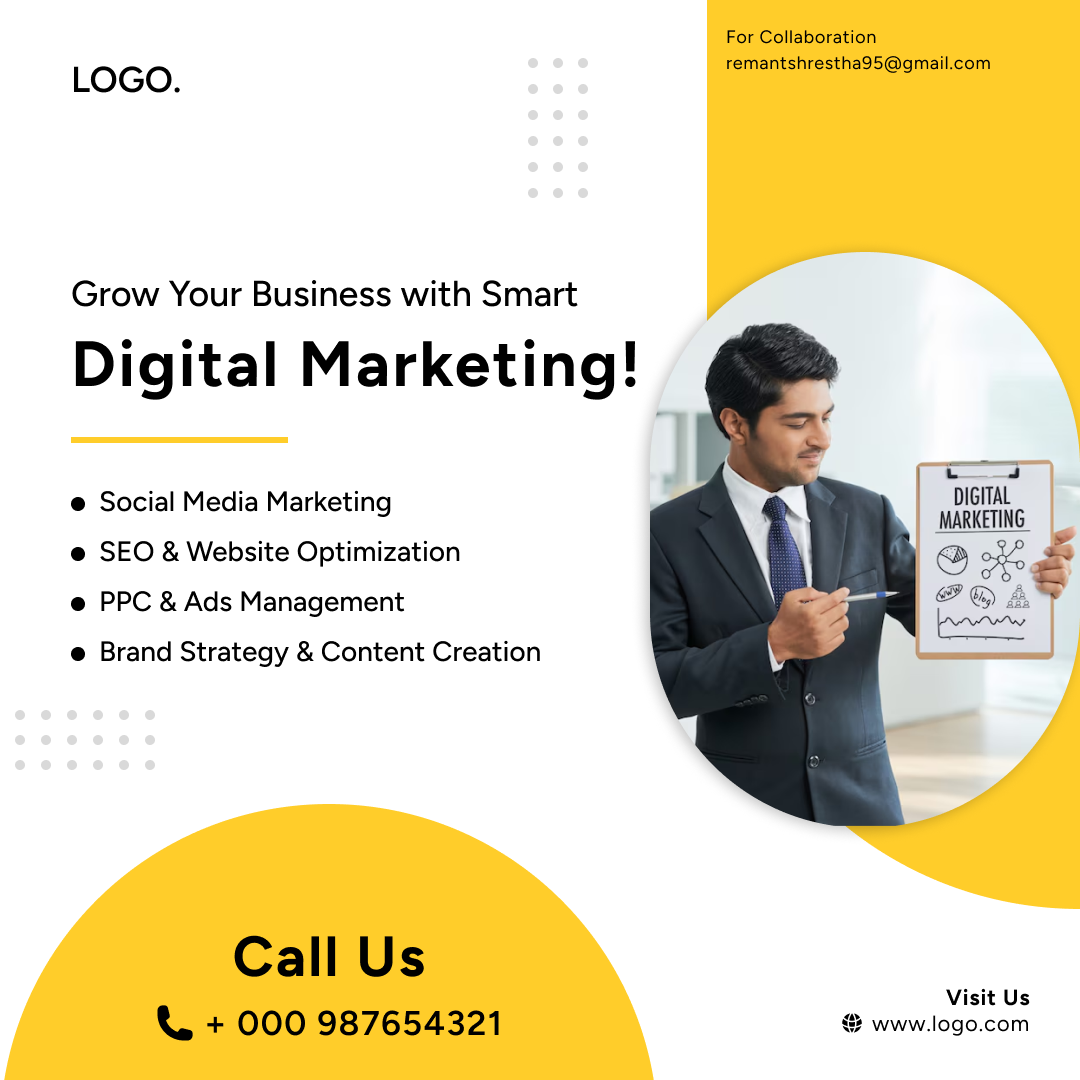 LOGO.
For Collaboration
remantshrestha95@gmail.com
Grow Your Business with Smart
Digital Marketing!
Social Media Marketing
SEO & Website Optimization
PPC & Ads Management
Brand Strategy & Content Creation
DIGITAL
MARKETING
www
blog
Call Us
+ 000 987654321
Visit Us
www.logo.com